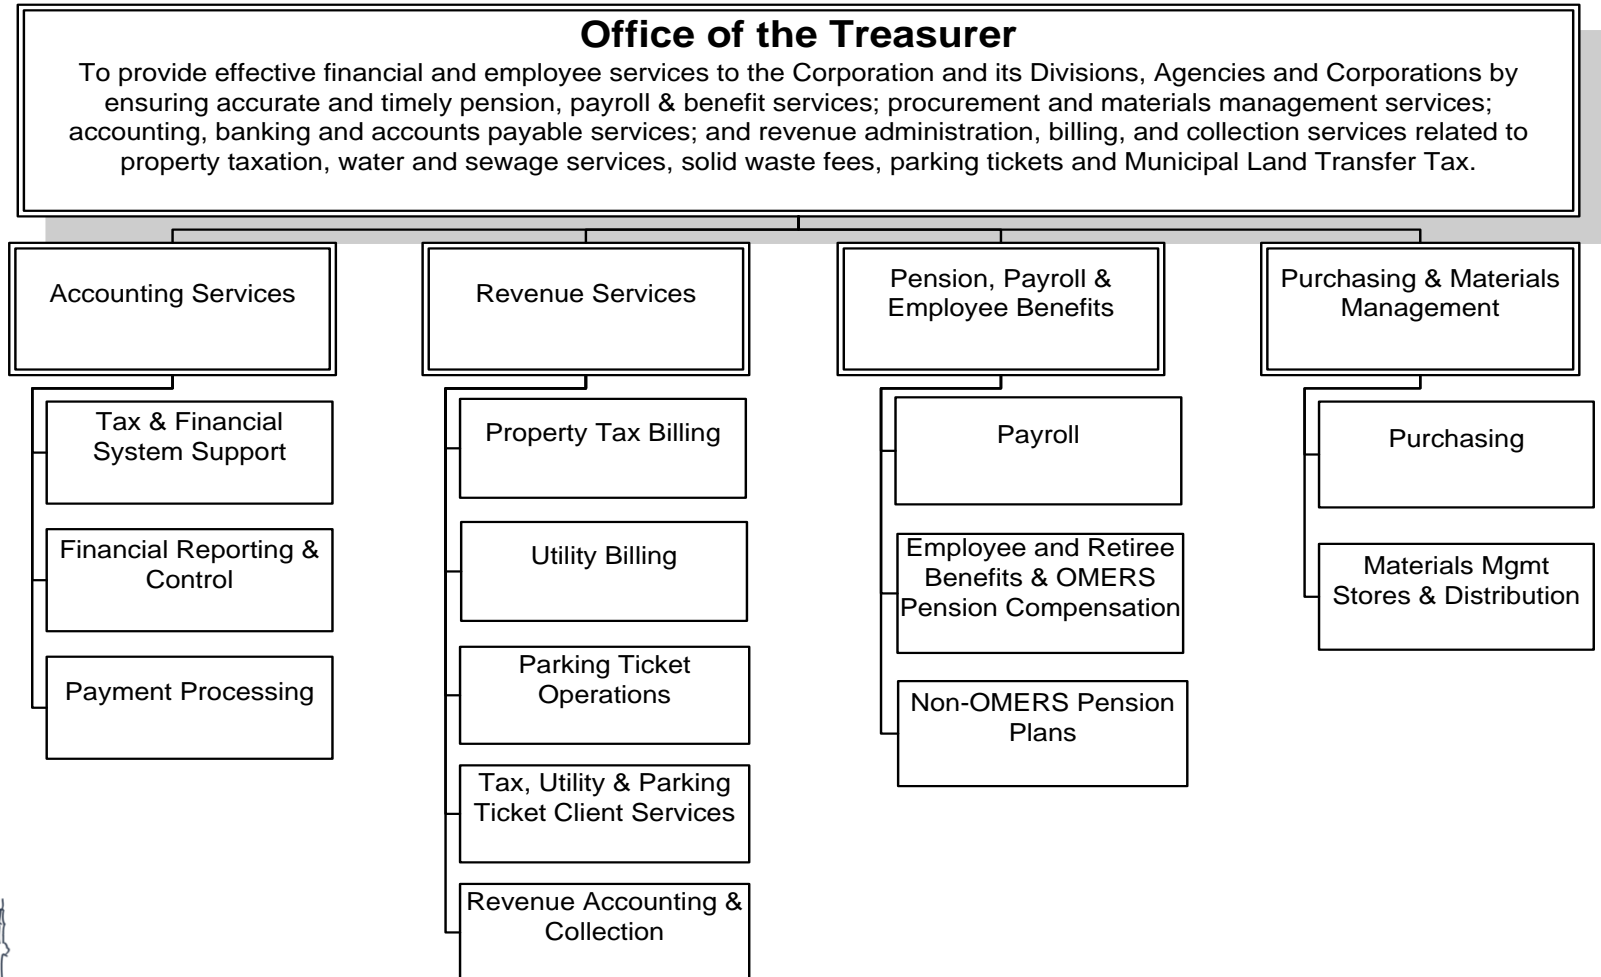 Office of the Treasurer
To provide effective financial and employee services to the Corporation and its Divisions, Agencies and Corporations by
ensuring accurate and timely pension, payroll & benefit services; procurement and materials management services;
accounting, banking and accounts payable services; and revenue administration, billing, and collection services related to
property taxation, water and sewage services, solid waste fees, parking tickets and Municipal Land Transfer Tax.
Accounting Services
Tax & Financial
System Support
Financial Reporting &
Control
Payment Processing
Revenue Services
Property Tax Billing
Utility Billing
Parking Ticket
Operations
Tax, Utility & Parking
Ticket Client Services
Revenue Accounting &
Collection
Pension, Payroll &
Employee Benefits
Payroll
Employee and Retiree
Benefits & OMERS
Pension Compensation
Non-OMERS Pension
Plans
Purchasing & Materials
Management
Purchasing
Materials Mgmt
Stores & Distribution